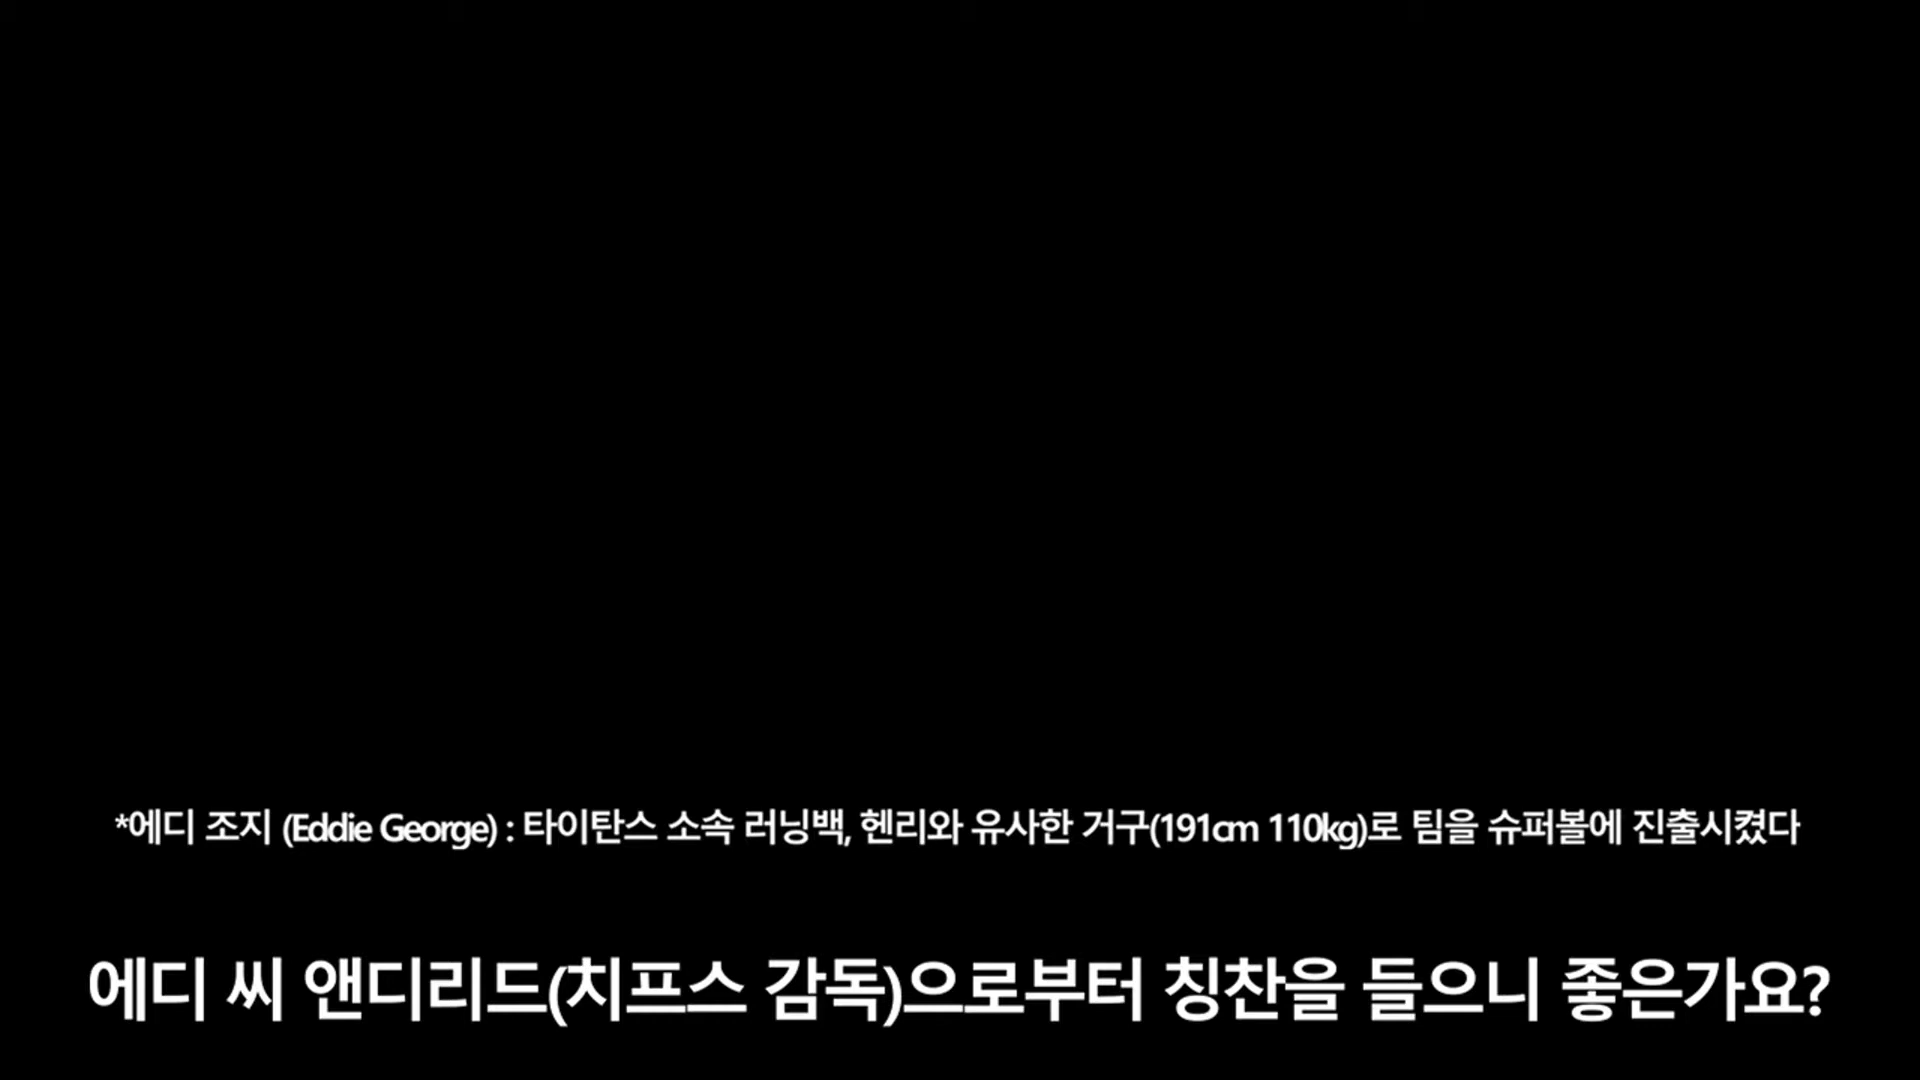 *에디 조지 (Eddie George) : 타이탄스 소속 러닝백, 헨리와 유사한 거구(191cm 110kg)로 팀을 슈퍼볼에 진출시켰다
에디 씨 앤디리드(치프스 감독)으로부터 칭찬을 들으니 좋은가요?